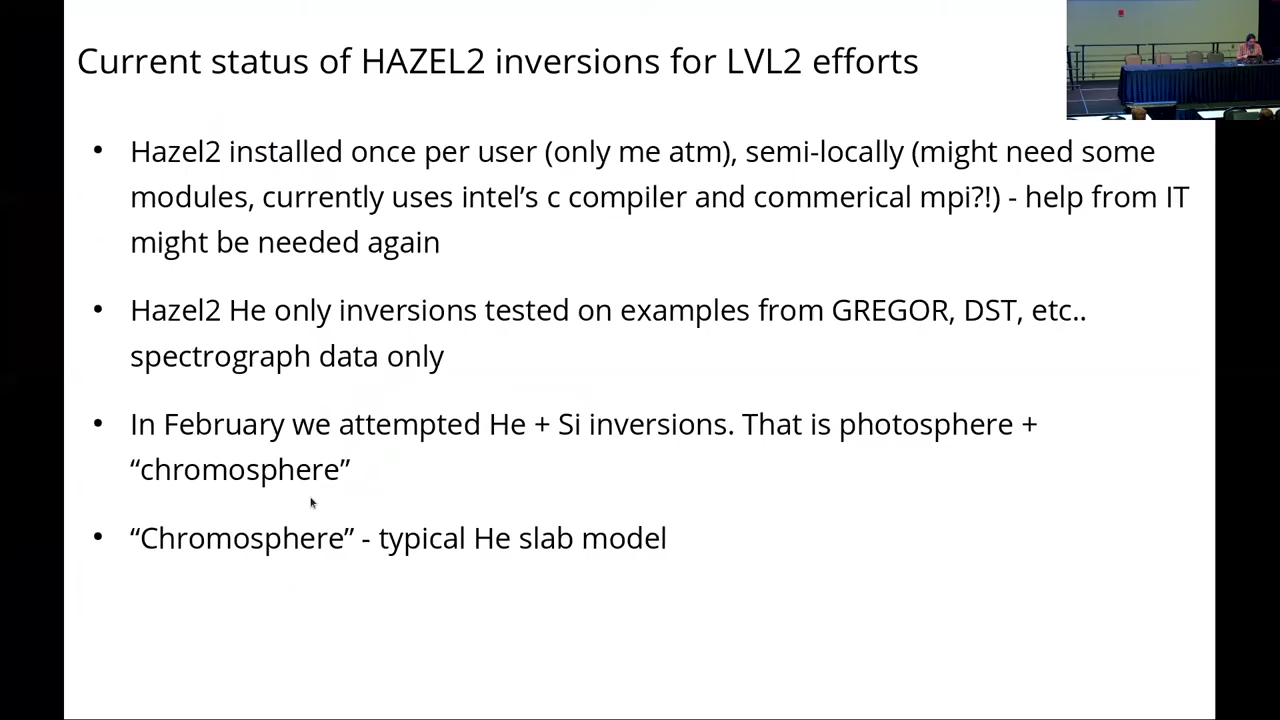 Current status of HAZEL2 inversions for LVL2 efforts
• Hazel2 installed once per user (only me atm), semi-locally (might need some
modules, currently uses intel’s c compiler and commerical mpi?!) - help from IT
might be needed again
• Hazel2 He only inversions tested on examples from GREGOR, DST, etc..
spectrograph data only
• In February we attempted He + Si inversions. That is photosphere +
“chromosphere”
• “Chromosphere” - typical He slab model